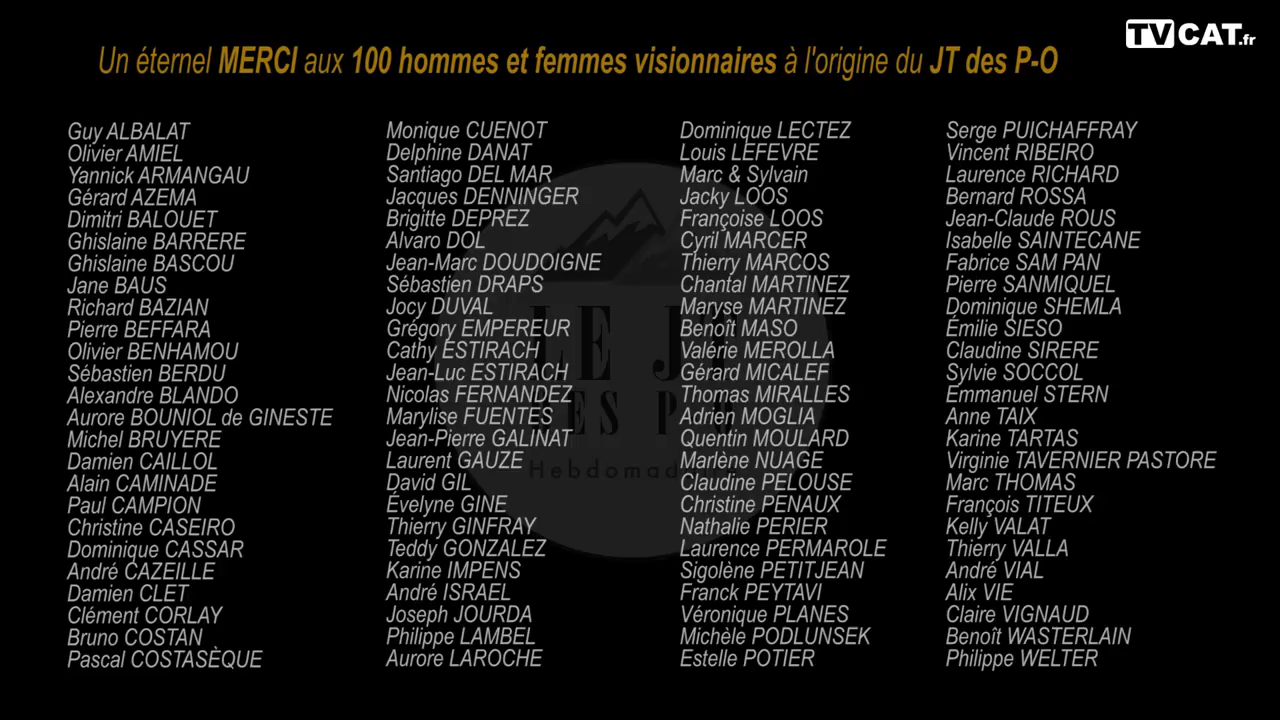 TVCAT.fr
Un éternel MERCI aux 100 hommes et femmes visionnaires à l'origine du JT des P-O
Guy ALBALAT
Olivier AMIEL
Yannick ARMANGAU
Gérard AZEMA
Dimitri BALOUET
Ghislaine BARRERE
Ghislaine BASCOU
Jane BAUS
Richard BAZIAN
Pierre BEFFARA
Olivier BENHAMOU
Sébastien BERDU
Alexandre BLANDO
Aurore BOUNIOL de GINESTE
Michel BRUYERE
Damien CAILLOL
Alain CAMINADE
Paul CAMPION
Christine CASEIRO
Dominique CASSAR
André CAZEILLE
Damien CLET
Clément CORLAY
Bruno COSTAN
Pascal COSTASÈQUE
Monique CUENOT
Delphine DANAT
Santiago DEL MAR
Jacques DENNINGER
Brigitte DEPREZ
Alvaro DOL
Jean-Marc DOUDOIGNE
Sébastien DRAPS
Jocy DUVAL
Grégory EMPEREUR
Cathy ESTIRACH
Jean-Luc ESTIRACH
Nicolas FERNANDEZ
Marylise FUENTES
Jean-Pierre GALINAT
Laurent GAUZE
David GIL
Évelyne GINE
Thierry GINFRAY
Teddy GONZALEZ
Karine IMPENS
André ISRAEL
Joseph JOURDA
Philippe LAMBEL
Aurore LAROCHE
Dominique LECTEZ
Louis LEFEVRE
Marc & Sylvain
Jacky LOOS
Françoise LOOS
Cyril MARCER
Thierry MARCOS
Chantal MARTINEZ
Maryse MARTINEZ
Benoît MASO
Valérie MEROLLA
Gérard MICALEF
Thomas MIRALLES
Adrien MOGLIA
Quentin MOULARD
Marlène NUAGE
Claudine PELOUSE
Christine PENAUX
Nathalie PERIER
Laurence PERMAROLE
Sigolène PETITJEAN
Franck PEYTAVI
Véronique PLANES
Michèle PODLUNSEK
Estelle POTIER
Serge PUICHAFFRAY
Vincent RIBEIRO
Laurence RICHARD
Bernard ROSSA
Jean-Claude ROUS
Isabelle SAINTECANE
Fabrice SAM PAN
Pierre SANMIQUEL
Dominique SHEMLA
Émilie SIESO
Claudine SIRERE
Sylvie SOCCOL
Emmanuel STERN
Anne TAIX
Karine TARTAS
Virginie TAVERNIER PASTORE
Marc THOMAS
François TITEUX
Kelly VALAT
Thierry VALLA
André VIAL
Alix VIE
Claire VIGNAUD
Benoît WASTERLAIN
Philippe WELTER
LE JT
DES P-O